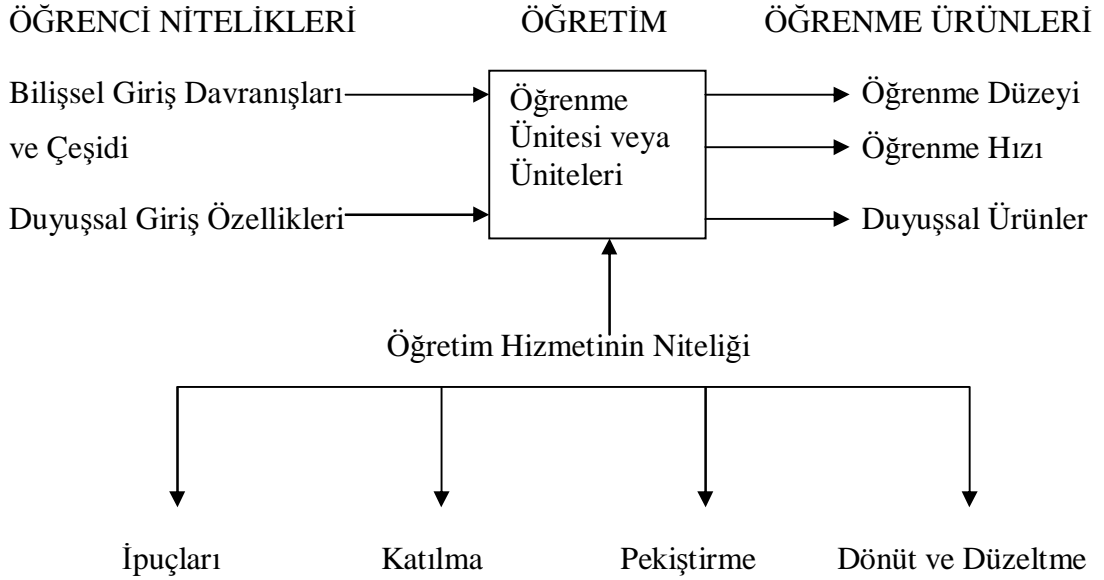 ÖĞRENCİ NİTELİKLERİ ÖĞRETİM ÖĞRENME ÜRÜNLERİ
Bilişsel Giriş Davranışları
ve Çeşidi
Duyuşsal Giriş Özellikleri
Öğrenme
Ünitesi veya
Üniteleri
Öğrenme Düzeyi
Öğrenme Hızı
Duyuşsal Ürünler
Öğretim Hizmetinin Niteliği
İpuçları Katılma Pekiştirme Dönüt ve Düzeltme